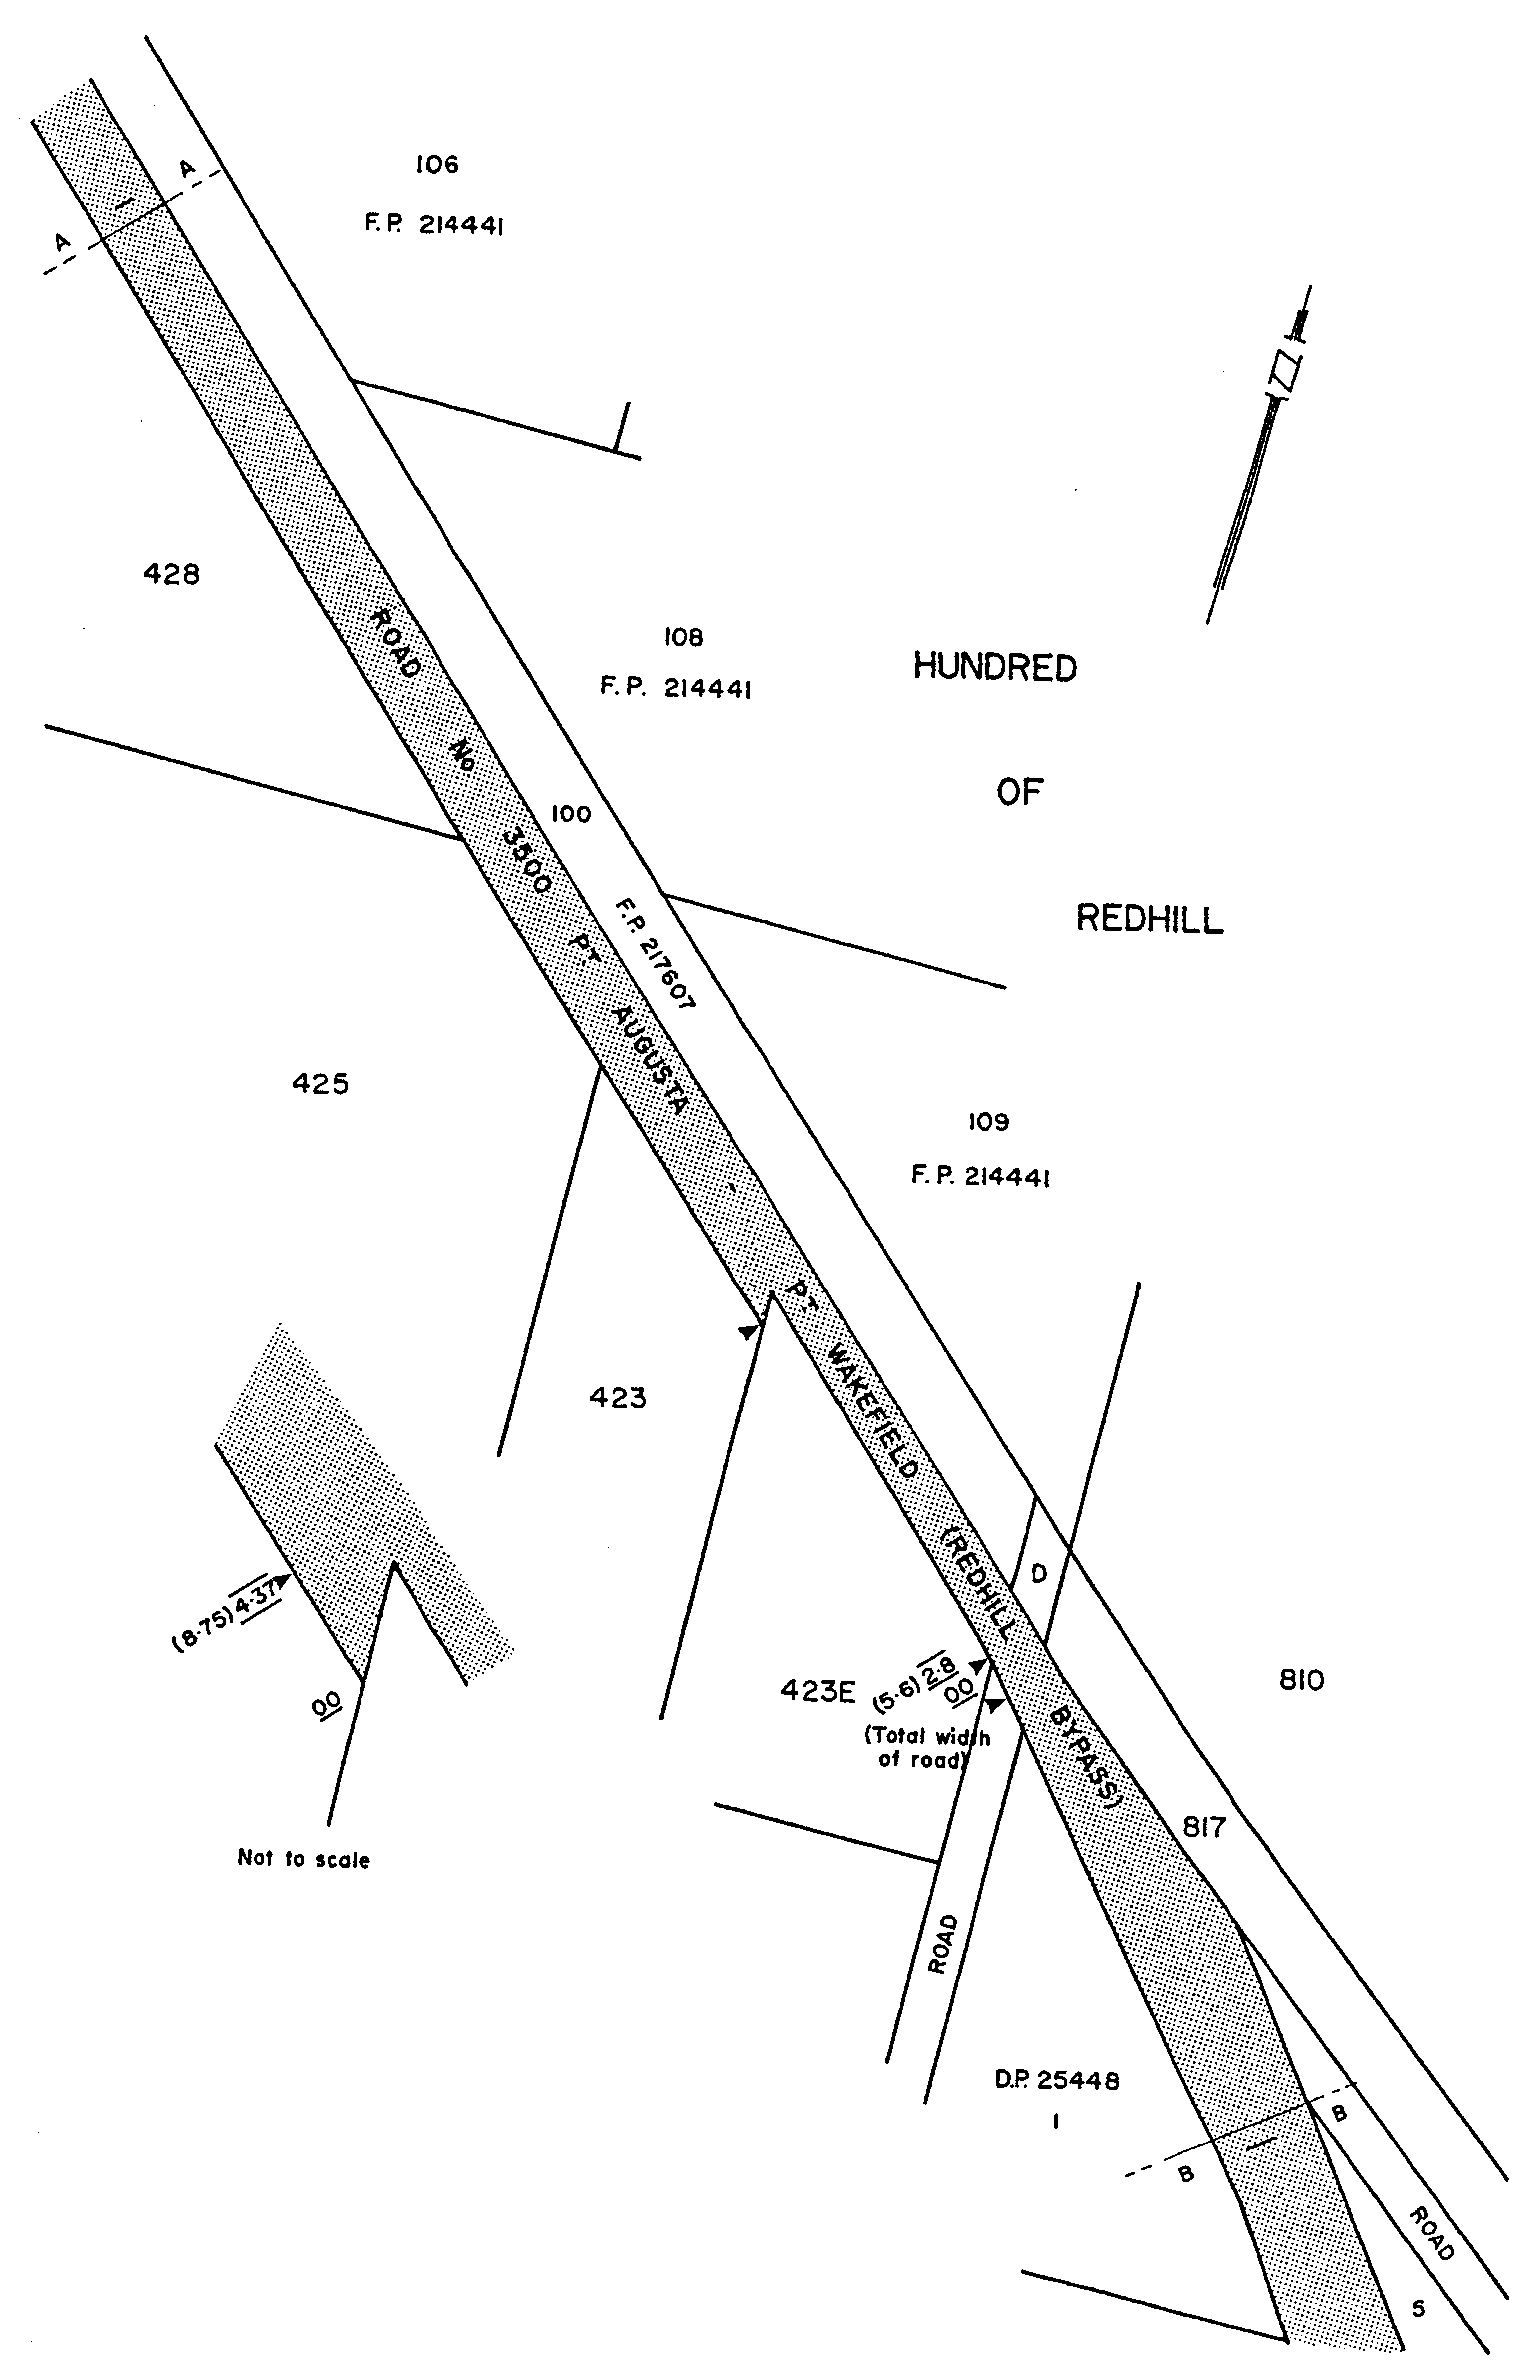 A
106
F.P. 214441
A
N
428
108
F.P. 214441
HUNDRED
OF
REDHILL
ROAD No 3500 PT. AUGUSTA - PT. WAKEFIELD (REDHILL BYPASS)
100
F.P. 217607
425
109
F.P. 214441
423
D
(8·75) 4·37
00
Not to scale
423E
(5·6) 2·8
00
(Total width
of road)
810
817
ROAD
D.P. 25448
1
B
B
ROAD
5